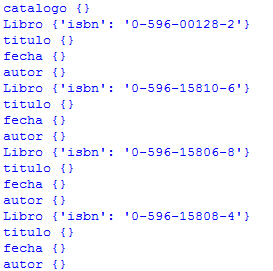 catalogo {}
Libro {'isbn': '0-596-00128-2'}
titulo {}
fecha {}
autor {}
Libro {'isbn': '0-596-15810-6'}
titulo {}
fecha {}
autor {}
Libro {'isbn': '0-596-15806-8'}
titulo {}
fecha {}
autor {}
Libro {'isbn': '0-596-15808-4'}
titulo {}
fecha {}
autor {}